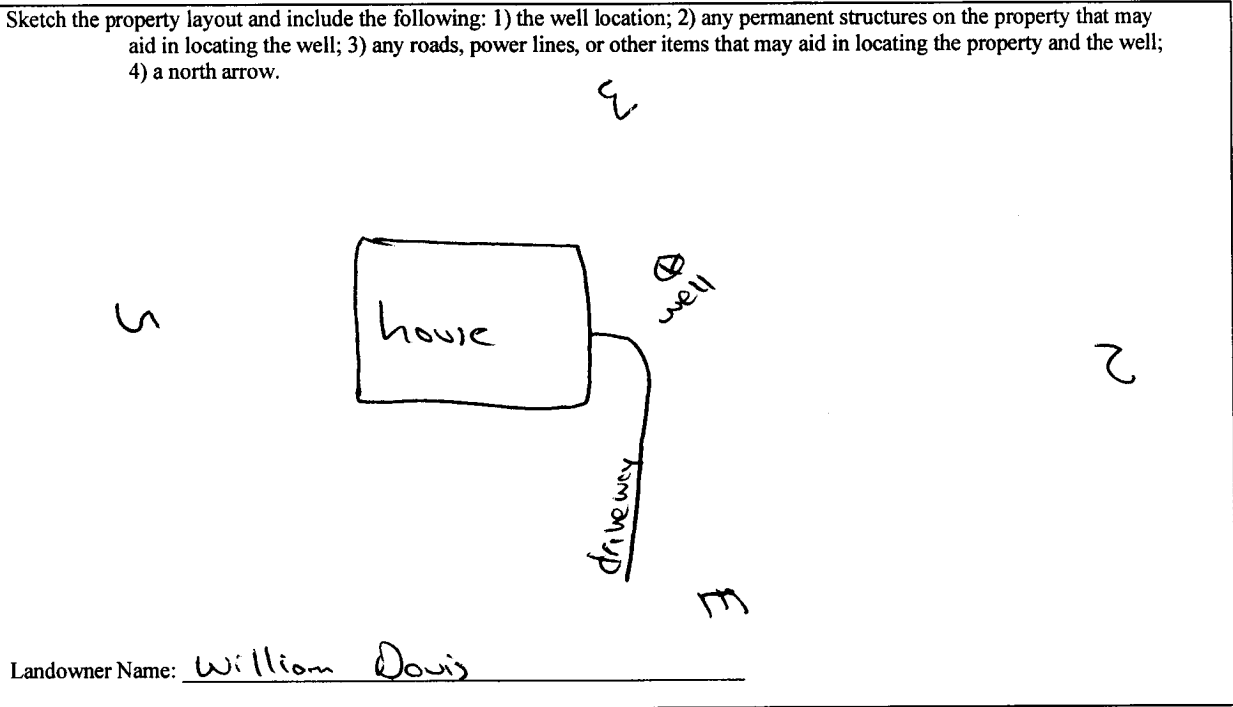 Sketch the property layout and include the following: 1) the well location; 2) any permanent structures on the property that may
aid in locating the well; 3) any roads, power lines, or other items that may aid in locating the property and the well;
4) a north arrow.
W
well
S
house
N
driveway
E
Landowner Name: William Davis